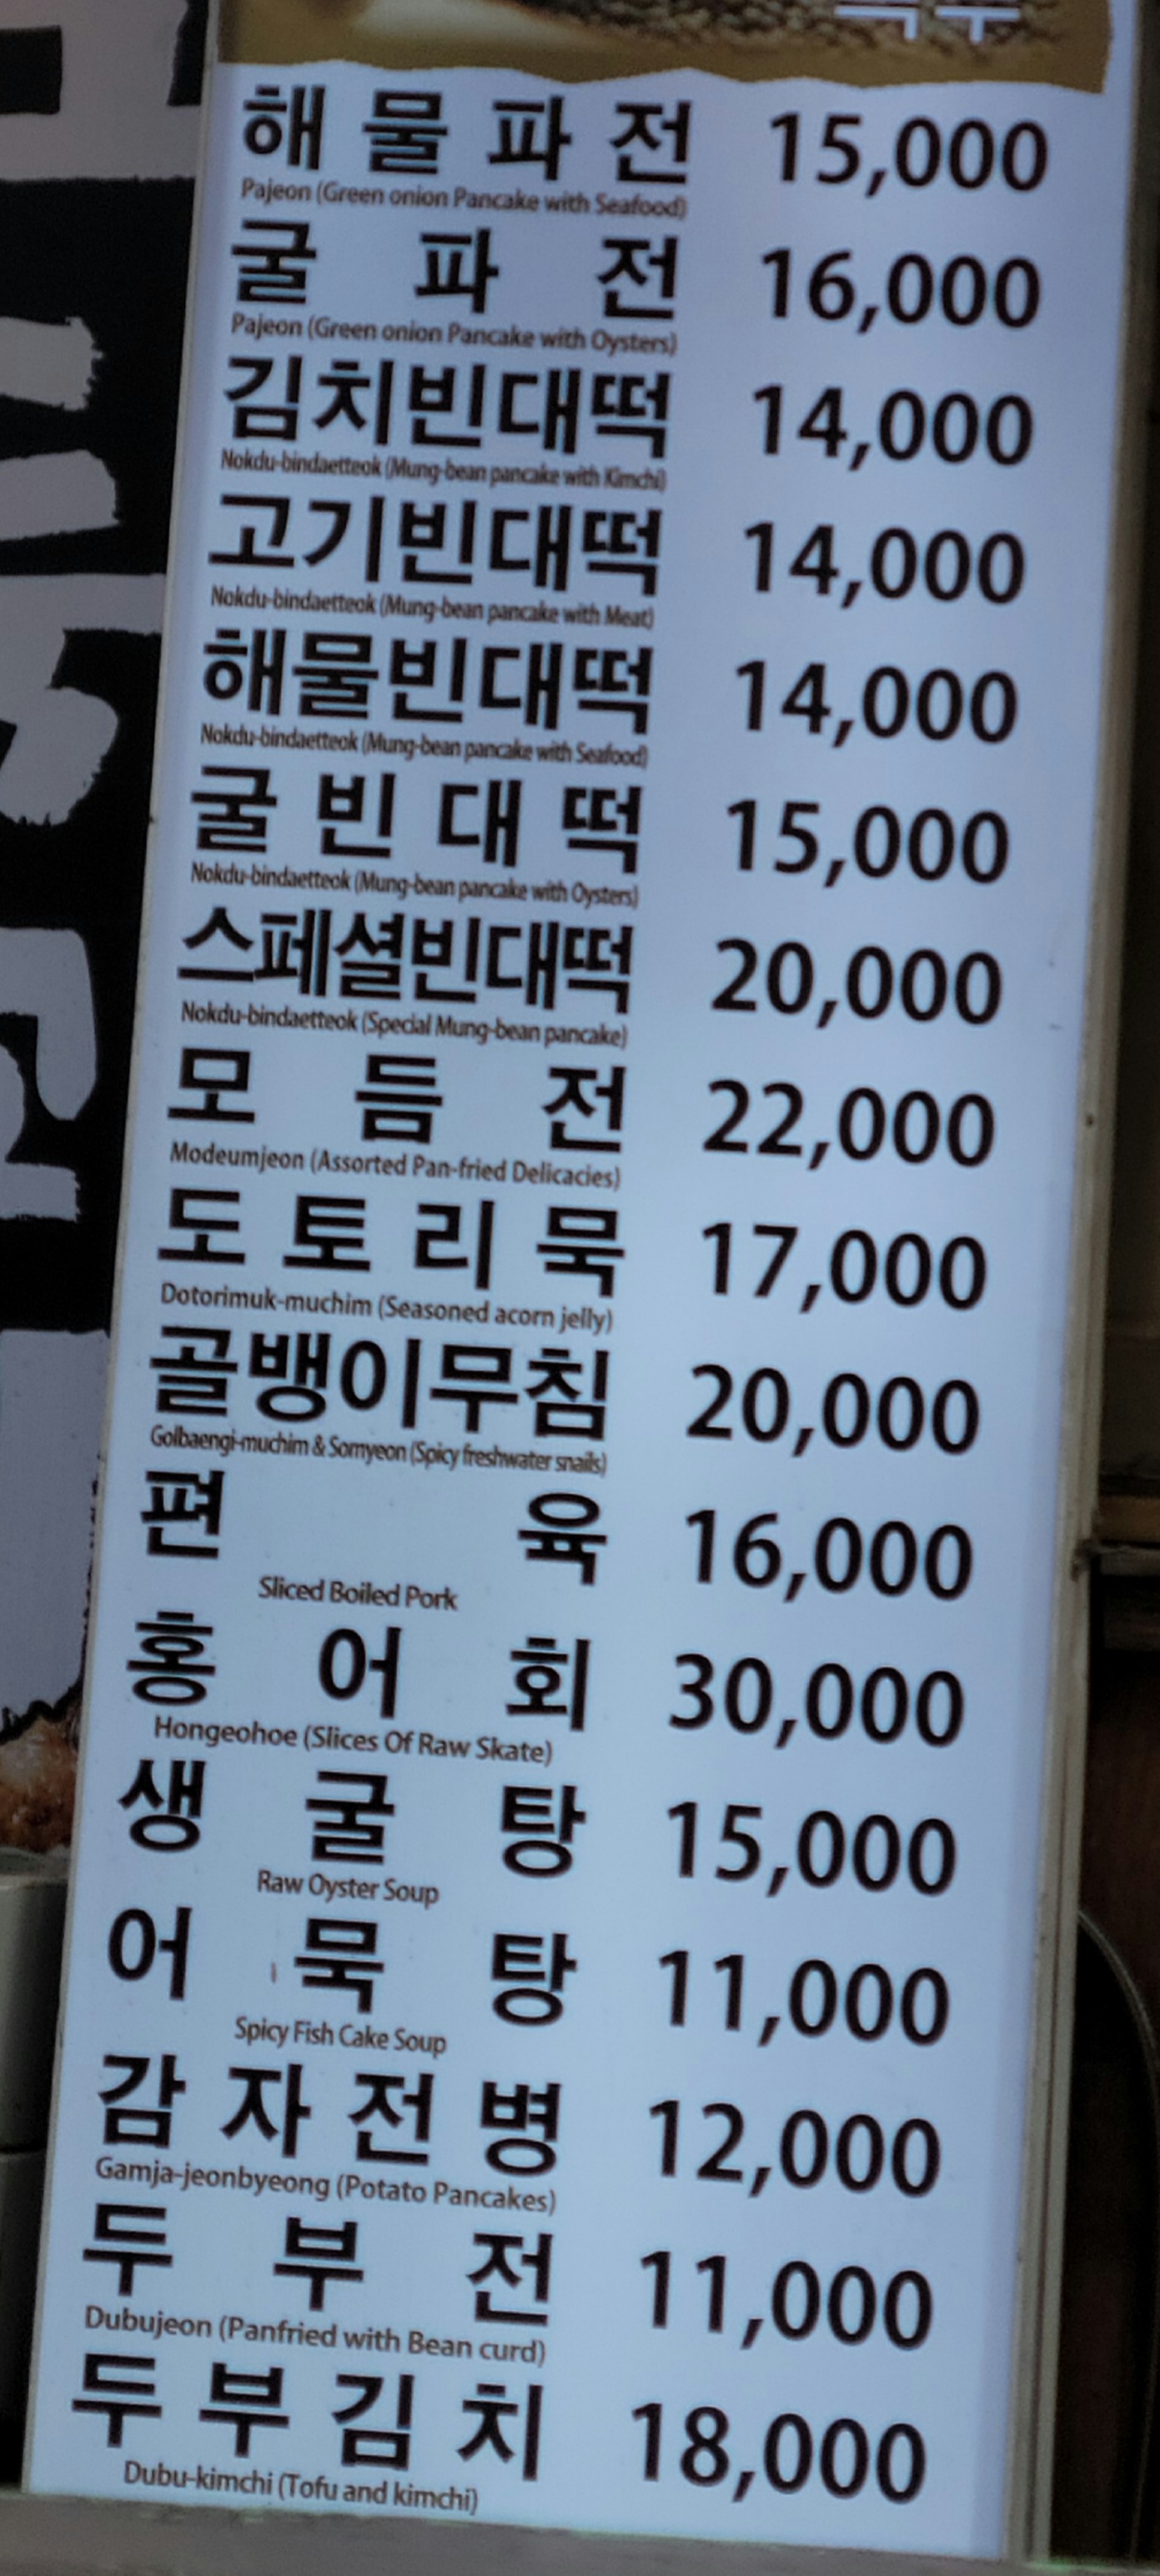 해물파전 15,000
Pajeon (Green onion Pancake with Seafood)
굴파전 16,000
Pajeon (Green onion Pancake with Oysters)
김치빈대떡 14,000
Nokdu-bindaetteok (Mung-bean pancake with Kimchi)
고기빈대떡 14,000
Nokdu-bindaetteok (Mung-bean pancake with Meat)
해물빈대떡 14,000
Nokdu-bindaetteok (Mung-bean pancake with Seafood)
굴빈대떡 15,000
Nokdu-bindaetteok (Mung-bean pancake with Oysters)
스페셜빈대떡 20,000
Nokdu-bindaetteok (Special Mung-bean pancake)
모듬전 22,000
Modeumjeon (Assorted Pan-fried Delicacies)
도토리묵 17,000
Dotorimuk-muchim (Seasoned acorn jelly)
골뱅이무침 20,000
Golbaengi-muchim & Somyeon (Spicy freshwater snails)
편육 16,000
Sliced Boiled Pork
홍어회 30,000
Hongeohoe (Slices Of Raw Skate)
생굴탕 15,000
Raw Oyster Soup
어묵탕 11,000
Spicy Fish Cake Soup
감자전병 12,000
Gamja-jeonbyeong (Potato Pancakes)
두부전 11,000
Dubujeon (Panfried with Bean curd)
두부김치 18,000
Dubu-kimchi (Tofu and kimchi)